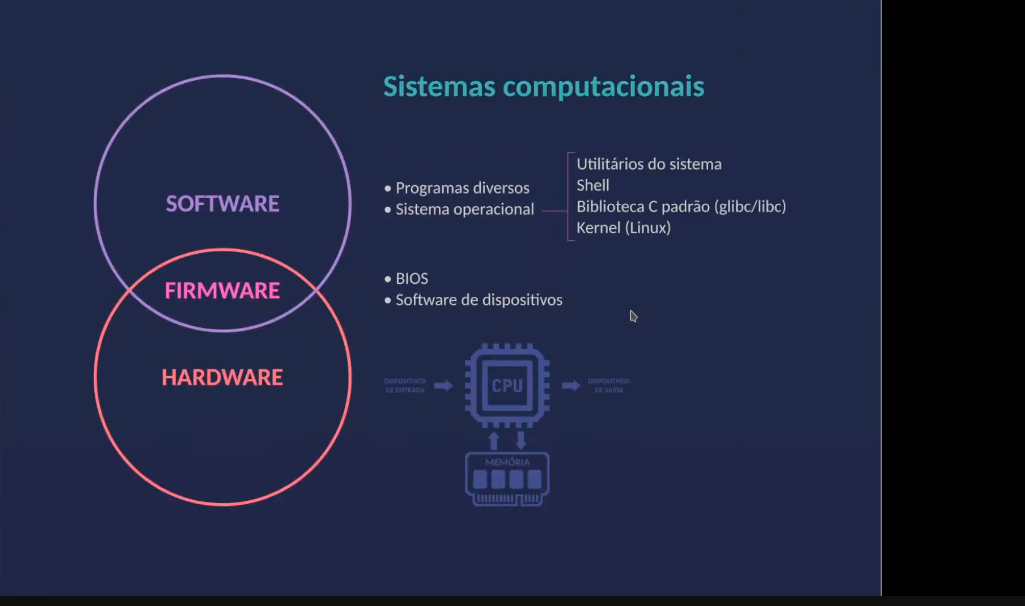 Sistemas computacionais
SOFTWARE
• Programas diversos
• Sistema operacional
Utilitários do sistema
Shell
Biblioteca C padrão (glibc/libc)
Kernel (Linux)
FIRMWARE
• BIOS
• Software de dispositivos
HARDWARE
DISPOSITIVOS
DE ENTRADA
CPU
DISPOSITIVOS
DE SAÍDA
MEMÓRIA